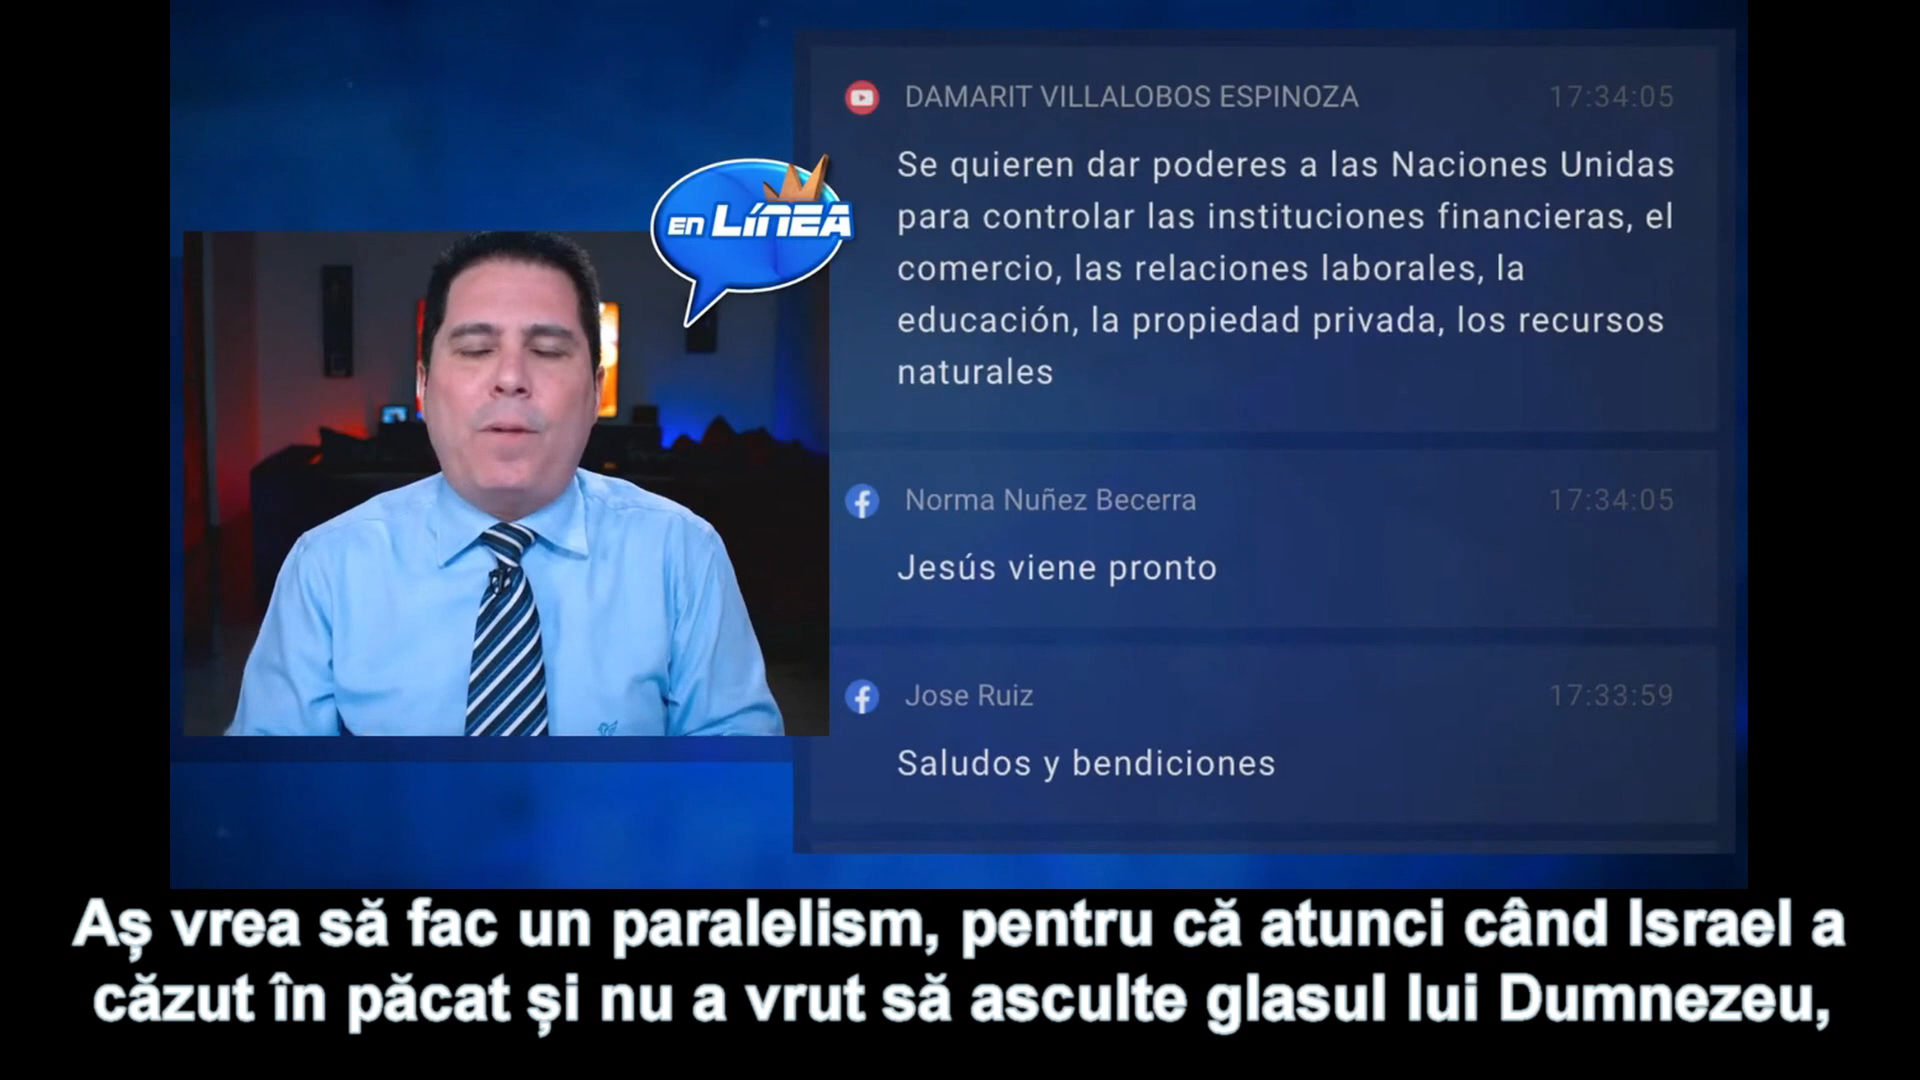 DAMARIT VILLALOBOS ESPINOZA 17:34:05
Se quieren dar poderes a las Naciones Unidas
para controlar las instituciones financieras, el
comercio, las relaciones laborales, la
educación, la propiedad privada, los recursos
naturales
EN LÍNEA
Norma Nuñez Becerra 17:34:05
Jesús viene pronto
Jose Ruiz 17:33:59
Saludos y bendiciones
Aș vrea să fac un paralelism, pentru că atunci când Israel a
căzut în păcat și nu a vrut să asculte glasul lui Dumnezeu,